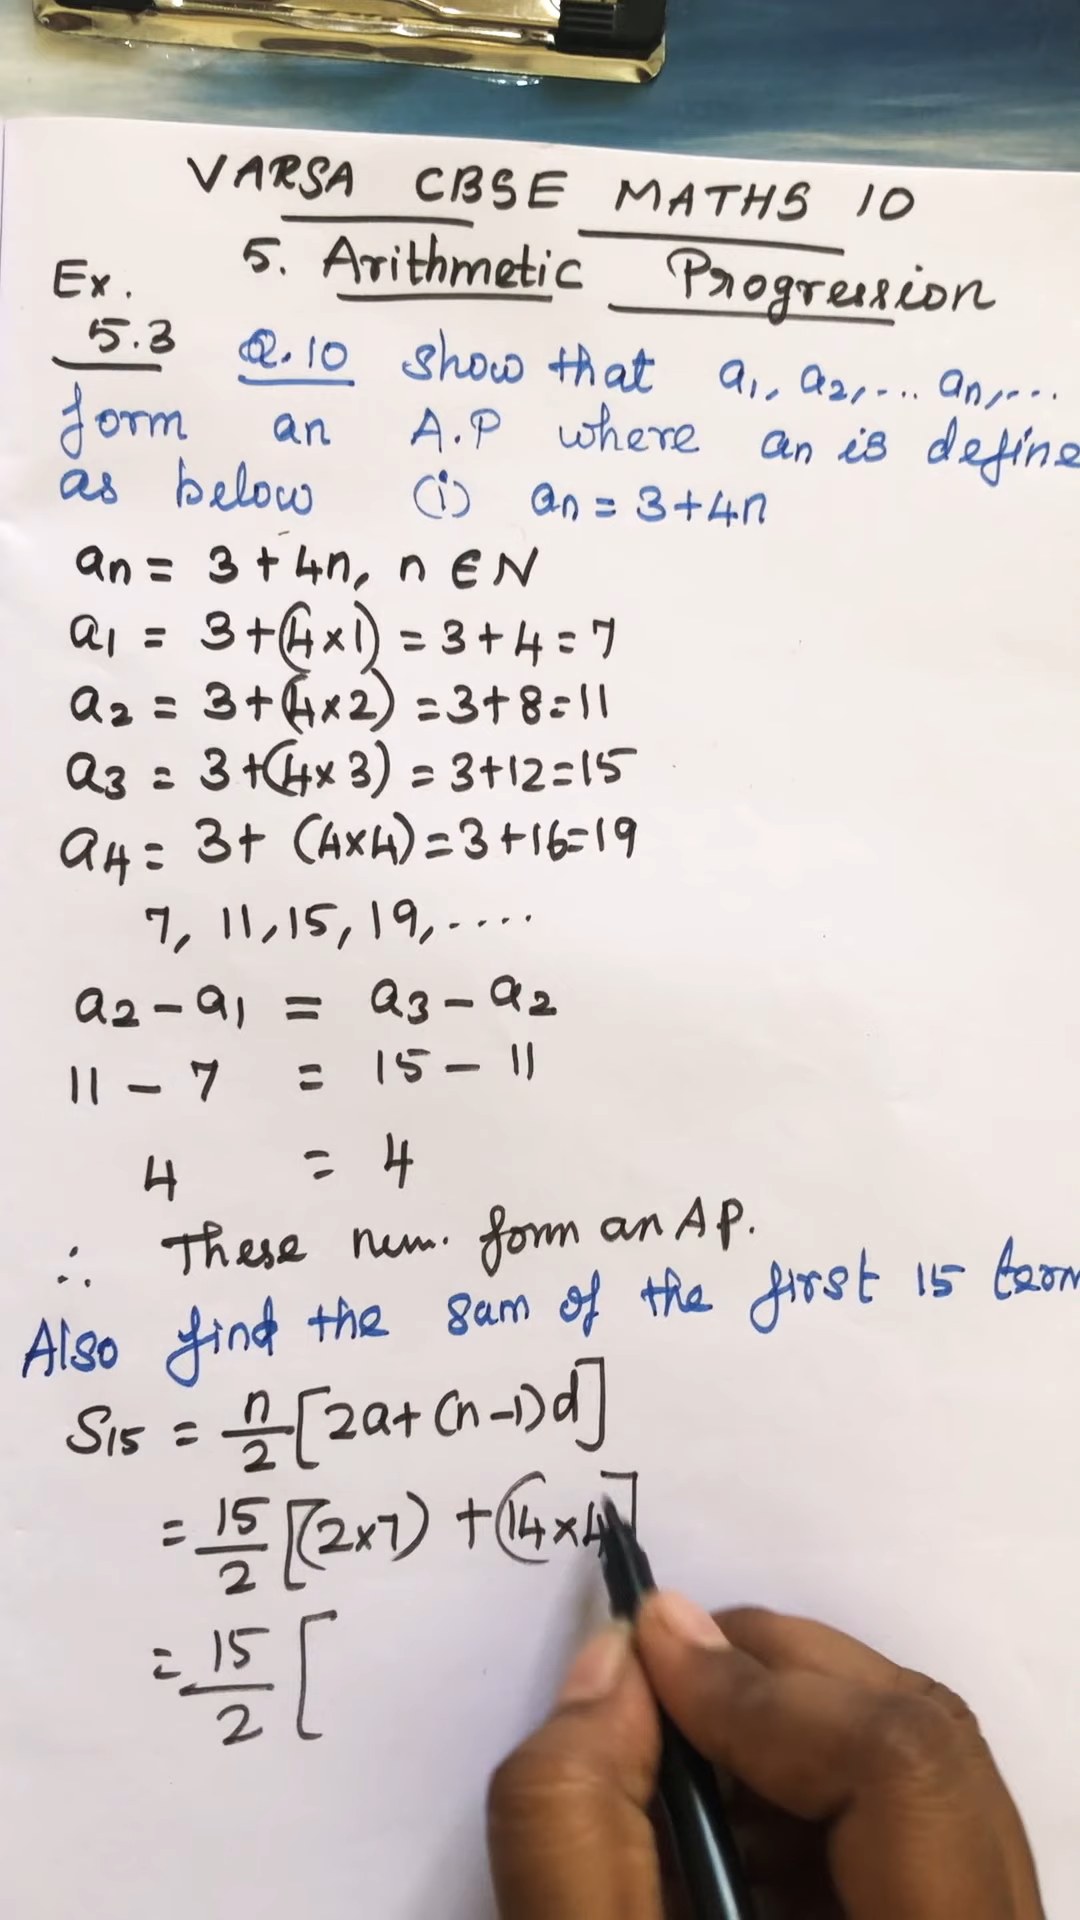 VARSA CBSE MATHS 10
5. Arithmetic Progression
Ex. 5.3 Q.10 show that a1, a2,... an,...
form an A.P where an is define
as below (i) an = 3+4n
an = 3 + 4n, n ∈ N
a1 = 3+(4×1) = 3+4=7
a2 = 3+(4×2) =3+8=11
a3 = 3+(4×3) = 3+12=15
a4 = 3+ (4×4)=3+16=19
7, 11, 15, 19, ....
a2-a1 = a3-a2
11 - 7 = 15 - 11
4 = 4
∴ These num. form an AP.
Also find the sum of the first 15 term
S15 = n/2 [2a+(n-1)d]
= 15/2 [(2×7) + (14×4]
= 15/2 [